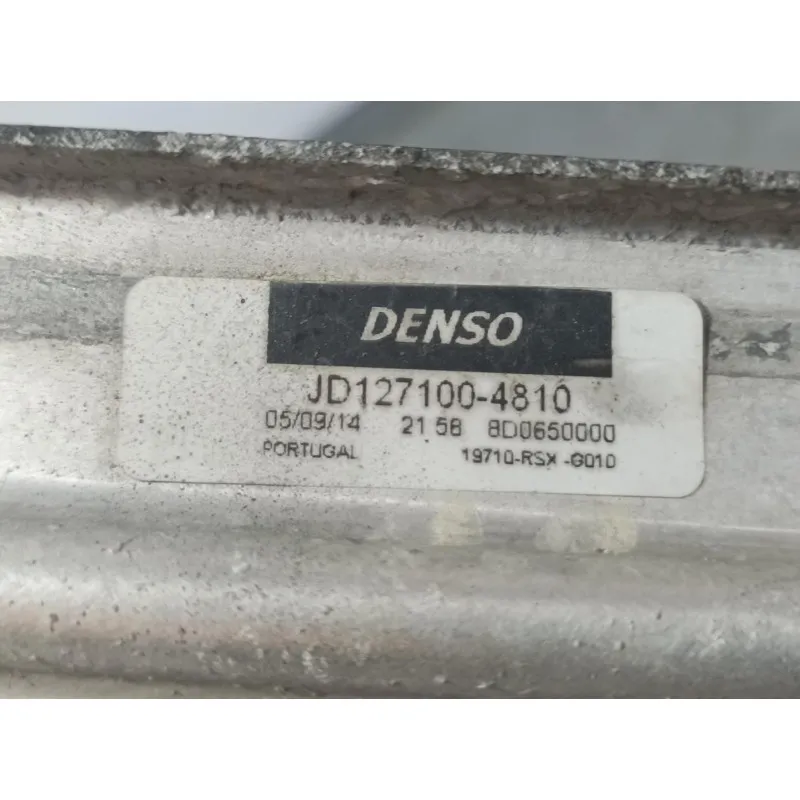 DENSO
JD127100-4810
05/09/14 21 58 8D0650000
PORTUGAL 19710-RSX -G010